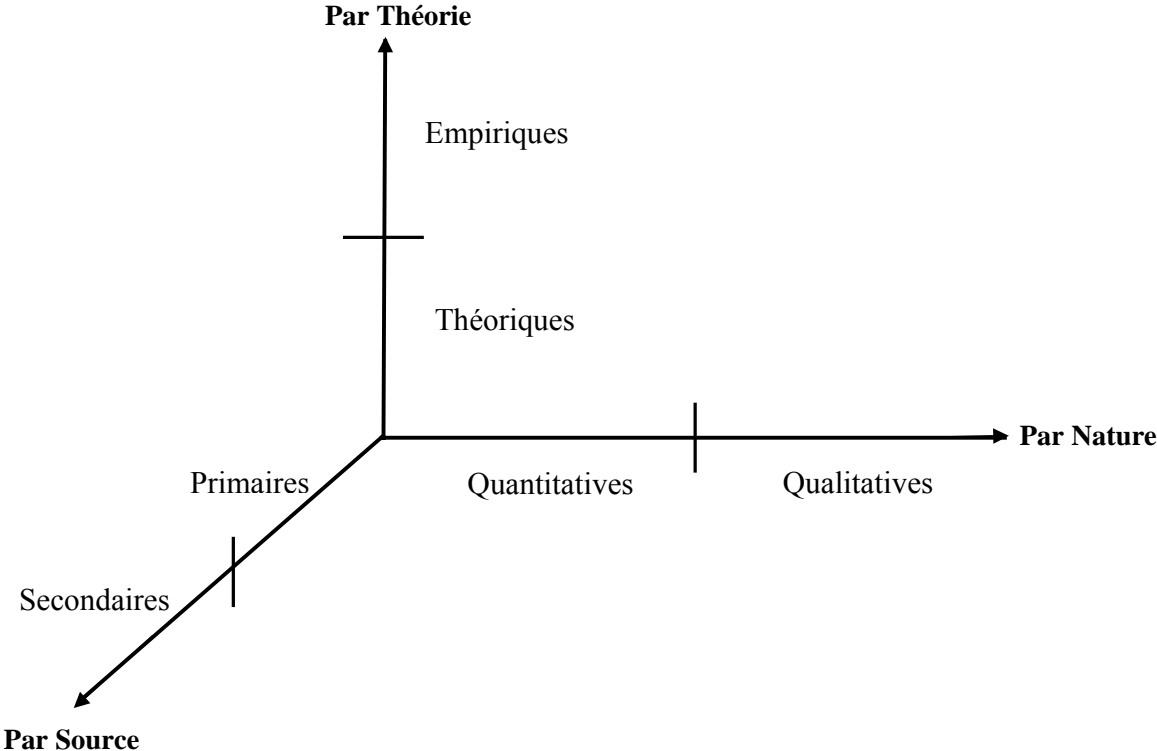 Par Théorie
Empiriques
Théoriques
Par Nature
Primaires
Quantitatives
Qualitatives
Secondaires
Par Source